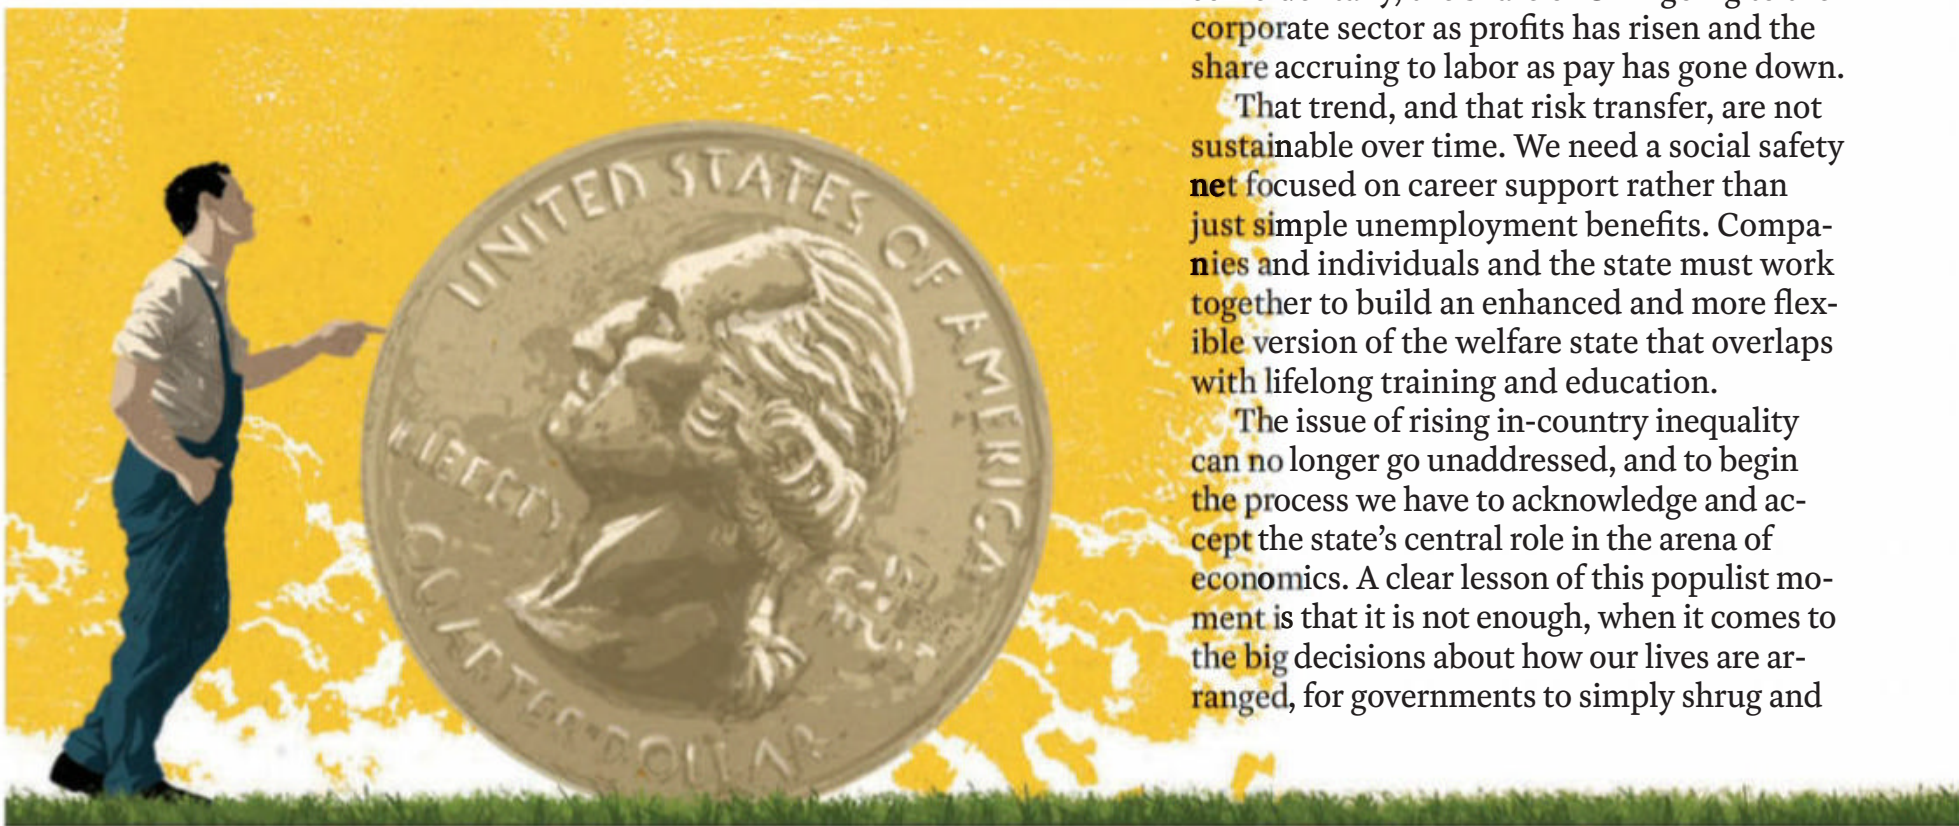 UNITED STATES OF AMERICA
LIBERTY
QUARTER DOLLAR
corporate sector as profits has risen and the
share accruing to labor as pay has gone down.
That trend, and that risk transfer, are not
sustainable over time. We need a social safety
net focused on career support rather than
just simple unemployment benefits. Compa-
nies and individuals and the state must work
together to build an enhanced and more flex-
ible version of the welfare state that overlaps
with lifelong training and education.
The issue of rising in-country inequality
can no longer go unaddressed, and to begin
the process we have to acknowledge and ac-
cept the state’s central role in the arena of
economics. A clear lesson of this populist mo-
ment is that it is not enough, when it comes to
the big decisions about how our lives are ar-
ranged, for governments to simply shrug and